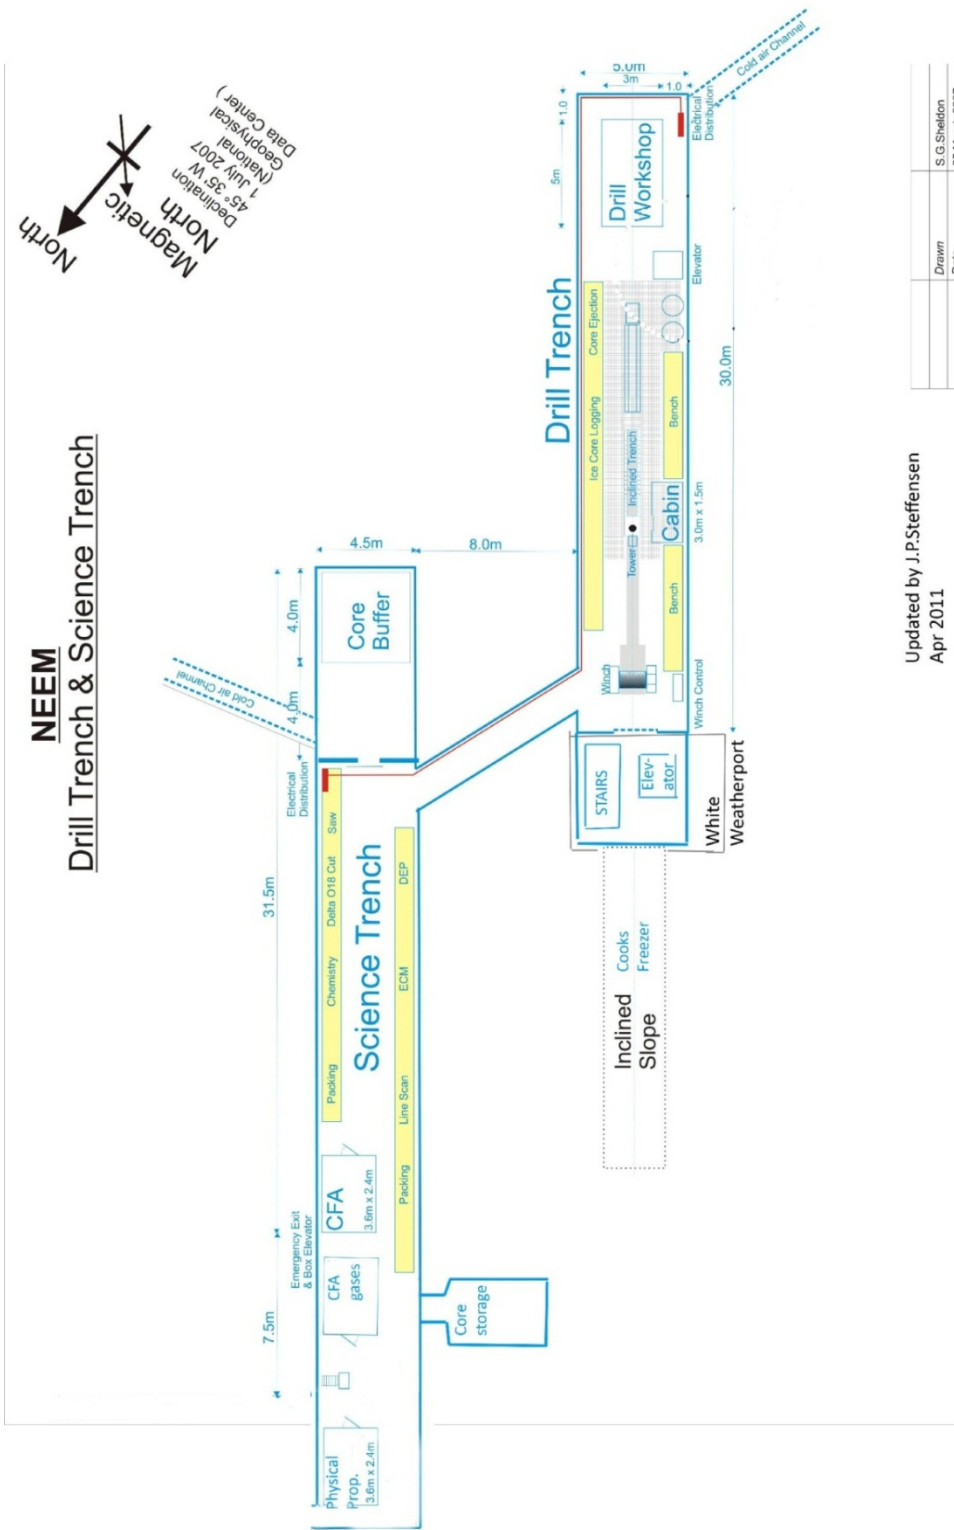 NEEM
Drill Trench & Science Trench
North
Magnetic
North
Declination
45° 35' W
1 July 2007
(National
Geophysical
Data Center )
Cold air Channel
5.0m
3m
1.0
1.0
5m
Electrical
Distribution
Drill
Workshop
Elevator
Drill Trench
Core Ejection
Ice Core Logging
Inclined Trench
Tower
Bench
Cabin
3.0m x 1.5m
Bench
30.0m
Winch
Winch Control
STAIRS
Elev-
ator
White
Weatherport
Cooks
Freezer
Inclined
Slope
4.5m
8.0m
4.0m
4.0m
Core
Buffer
Cold air Channel
Electrical
Distribution
31.5m
Saw
Delta O18 Cut
Chemistry
Packing
Science Trench
DEP
ECM
Line Scan
Packing
CFA
3.6m x 2.4m
Emergency Exit
& Box Elevator
CFA
gases
7.5m
Core
storage
Physical
Prop.
3.6m x 2.4m
Updated by J.P.Steffensen
Apr 2011
Drawn
S.G.Sheldon